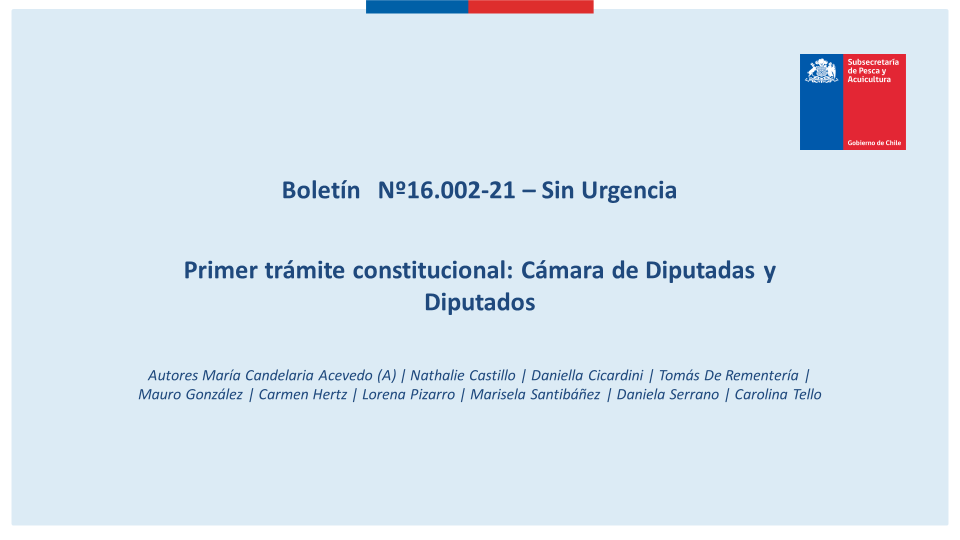 Subsecretaría
de Pesca y
Acuicultura
Gobierno de Chile
Boletín Nº16.002-21 – Sin Urgencia
Primer trámite constitucional: Cámara de Diputadas y
Diputados
Autores María Candelaria Acevedo (A) | Nathalie Castillo | Daniella Cicardini | Tomás De Rementería |
Mauro González | Carmen Hertz | Lorena Pizarro | Marisela Santibáñez | Daniela Serrano | Carolina Tello